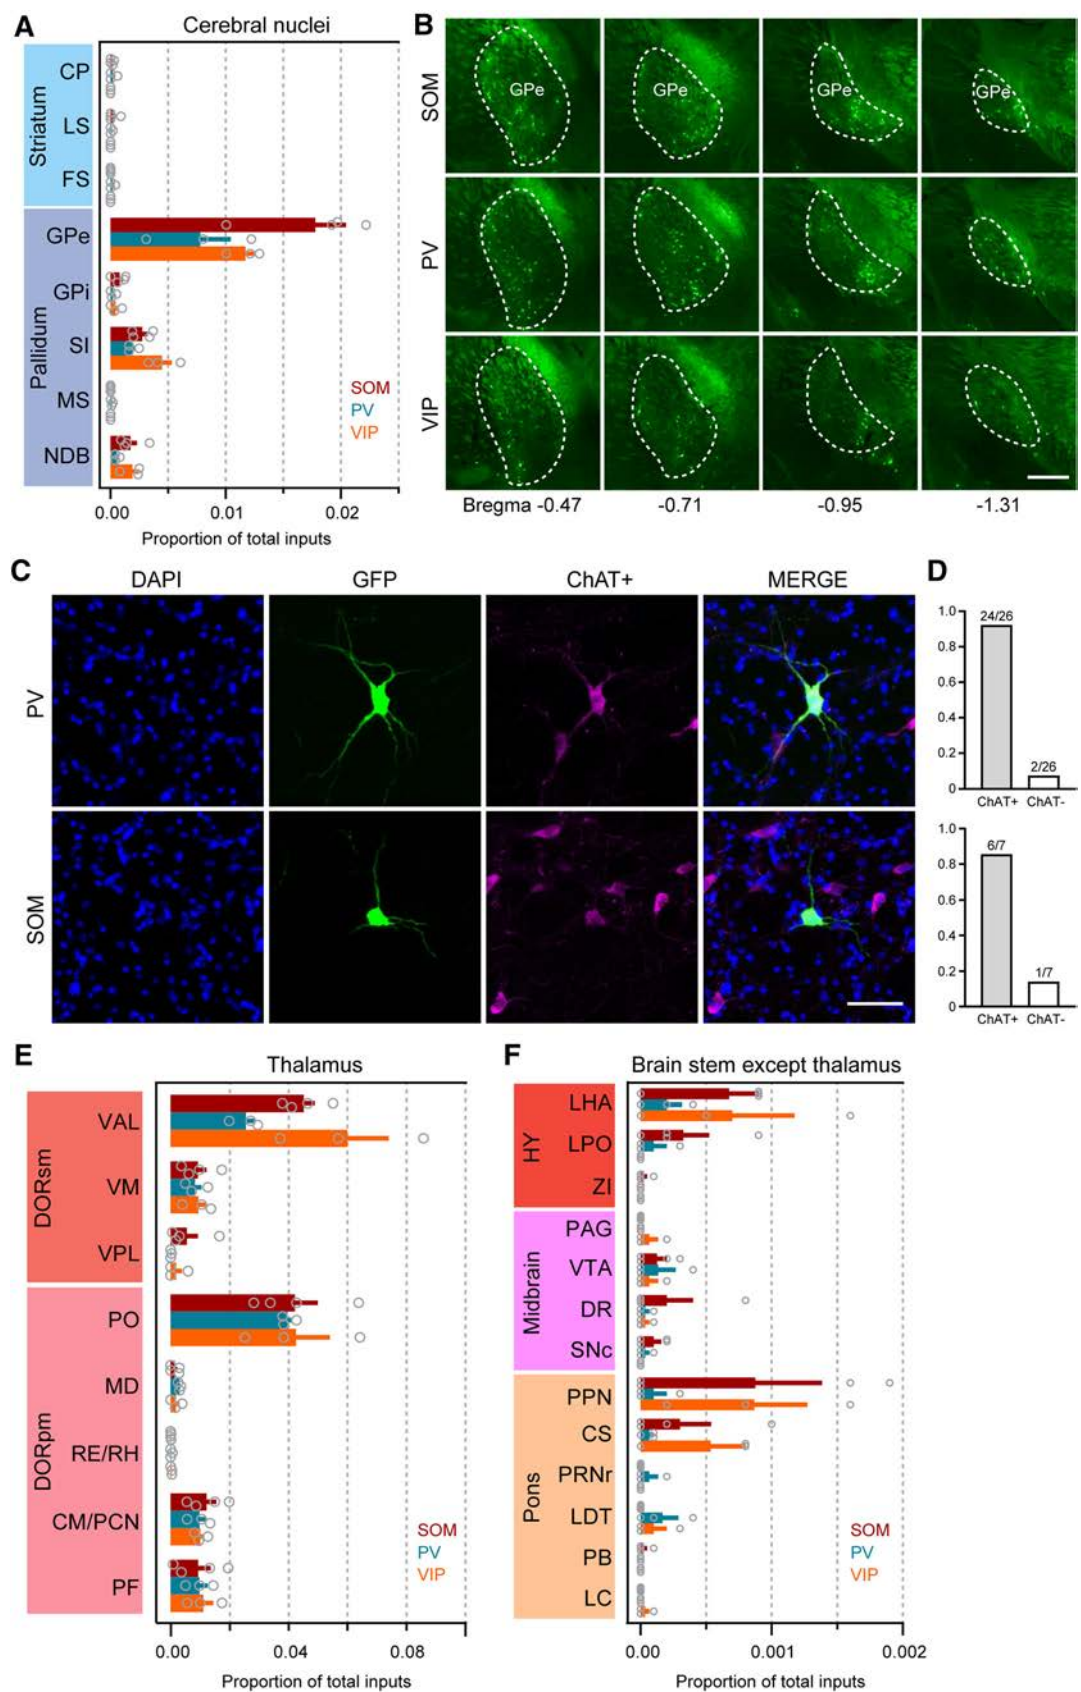 A
Cerebral nuclei
Striatum
CP
LS
FS
Pallidum
GPe
GPi
SI
MS
NDB
SOM
PV
VIP
0.00 0.01 0.02
Proportion of total inputs
B
SOM
GPe GPe GPe GPe
PV
VIP
Bregma -0.47 -0.71 -0.95 -1.31
C
DAPI GFP ChAT+ MERGE
PV
SOM
D
1.0
0.8
0.6
0.4
0.2
0
24/26
2/26
ChAT+ ChAT-
1.0
0.8
0.6
0.4
0.2
0
6/7
1/7
ChAT+ ChAT-
E
Thalamus
DORsm
VAL
VM
VPL
DORpm
PO
MD
RE/RH
CM/PCN
PF
SOM
PV
VIP
0.00 0.04 0.08
Proportion of total inputs
F
Brain stem except thalamus
HY
LHA
LPO
ZI
Midbrain
PAG
VTA
DR
SNc
Pons
PPN
CS
PRNr
LDT
PB
LC
SOM
PV
VIP
0.00 0.001 0.002
Proportion of total inputs